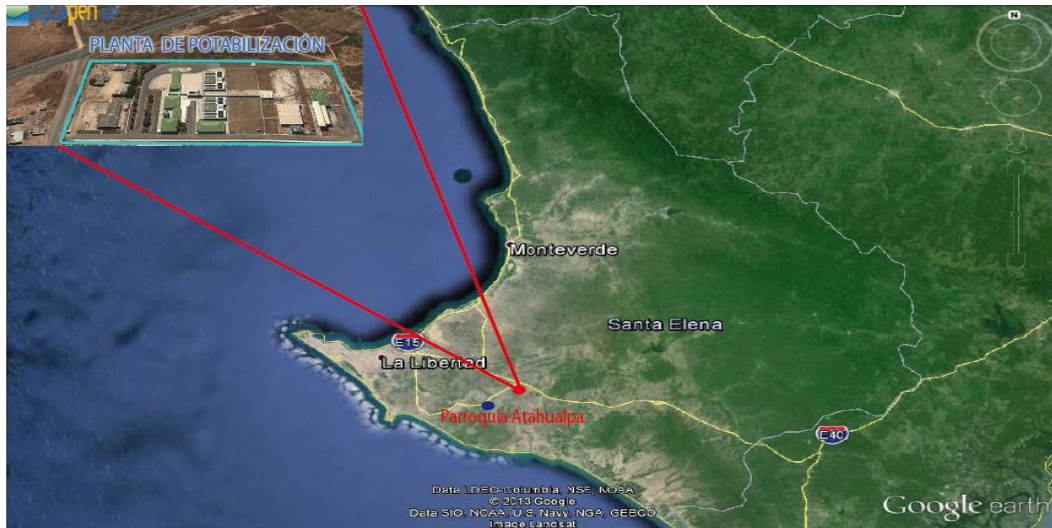 PLANTA DE POTABILIZACIÓN
N
Monteverde
Santa Elena
E15
La Libertad
Parroquia Atahualpa
E40
Data LDEO-Columbia, NSF, NOAA
© 2013 Google
Data SIO, NOAA, U.S. Navy, NGA, GEBCO
Image Landsat
Google earth